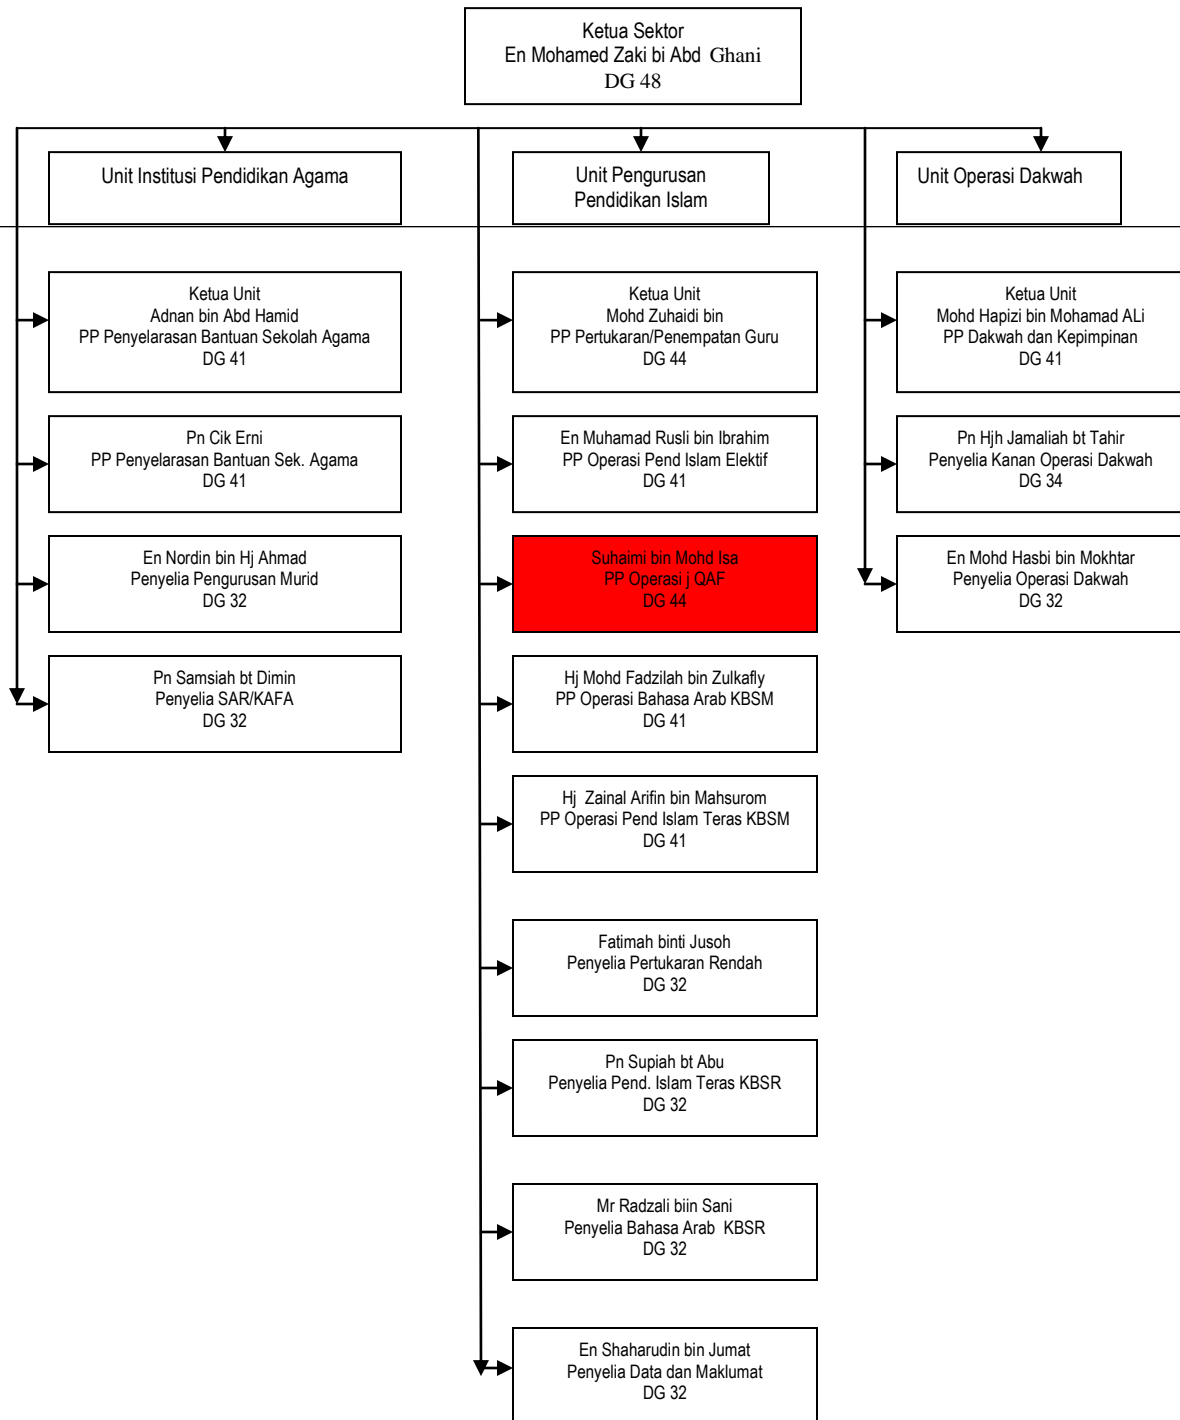 Ketua Sektor
En Mohamed Zaki bi Abd Ghani
DG 48
Unit Institusi Pendidikan Agama
Unit Pengurusan
Pendidikan Islam
Unit Operasi Dakwah
Ketua Unit
Adnan bin Abd Hamid
PP Penyelarasan Bantuan Sekolah Agama
DG 41
Pn Cik Erni
PP Penyelarasan Bantuan Sek. Agama
DG 41
En Nordin bin Hj Ahmad
Penyelia Pengurusan Murid
DG 32
Pn Samsiah bt Dimin
Penyelia SAR/KAFA
DG 32
Ketua Unit
Mohd Zuhaidi bin
PP Pertukaran/Penempatan Guru
DG 44
En Muhamad Rusli bin Ibrahim
PP Operasi Pend Islam Elektif
DG 41
Suhaimi bin Mohd Isa
PP Operasi j QAF
DG 44
Hj Mohd Fadzilah bin Zulkafly
PP Operasi Bahasa Arab KBSM
DG 41
Hj Zainal Arifin bin Mahsurom
PP Operasi Pend Islam Teras KBSM
DG 41
Fatimah binti Jusoh
Penyelia Pertukaran Rendah
DG 32
Pn Supiah bt Abu
Penyelia Pend. Islam Teras KBSR
DG 32
Mr Radzali biin Sani
Penyelia Bahasa Arab KBSR
DG 32
En Shaharudin bin Jumat
Penyelia Data dan Maklumat
DG 32
Ketua Unit
Mohd Hapizi bin Mohamad ALi
PP Dakwah dan Kepimpinan
DG 41
Pn Hjh Jamaliah bt Tahir
Penyelia Kanan Operasi Dakwah
DG 34
En Mohd Hasbi bin Mokhtar
Penyelia Operasi Dakwah
DG 32